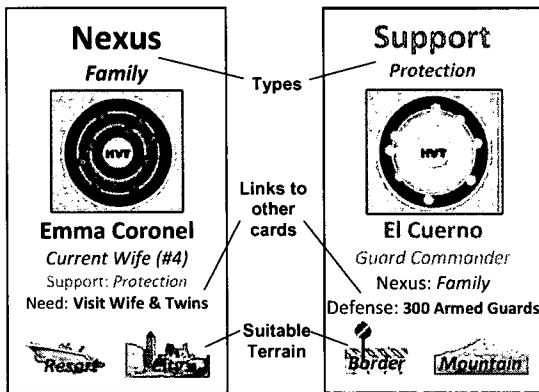 Nexus
Family
HVT
Emma Coronel
Current Wife (#4)
Support: Protection
Need: Visit Wife & Twins
Resort
City
Types
Links to
other
cards
Suitable
Terrain
Support
Protection
HVT
El Cuerno
Guard Commander
Nexus: Family
Defense: 300 Armed Guards
Border
Mountain